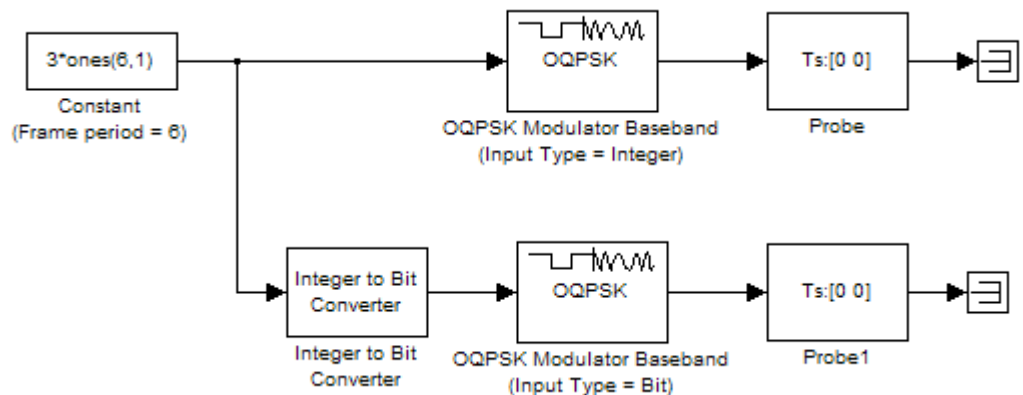 3*ones(6,1)
Constant
(Frame period = 6)
OQPSK
OQPSK Modulator Baseband
(Input Type = Integer)
Ts:[0 0]
Probe
Integer to Bit
Converter
Integer to Bit
Converter
OQPSK
OQPSK Modulator Baseband
(Input Type = Bit)
Ts:[0 0]
Probe1